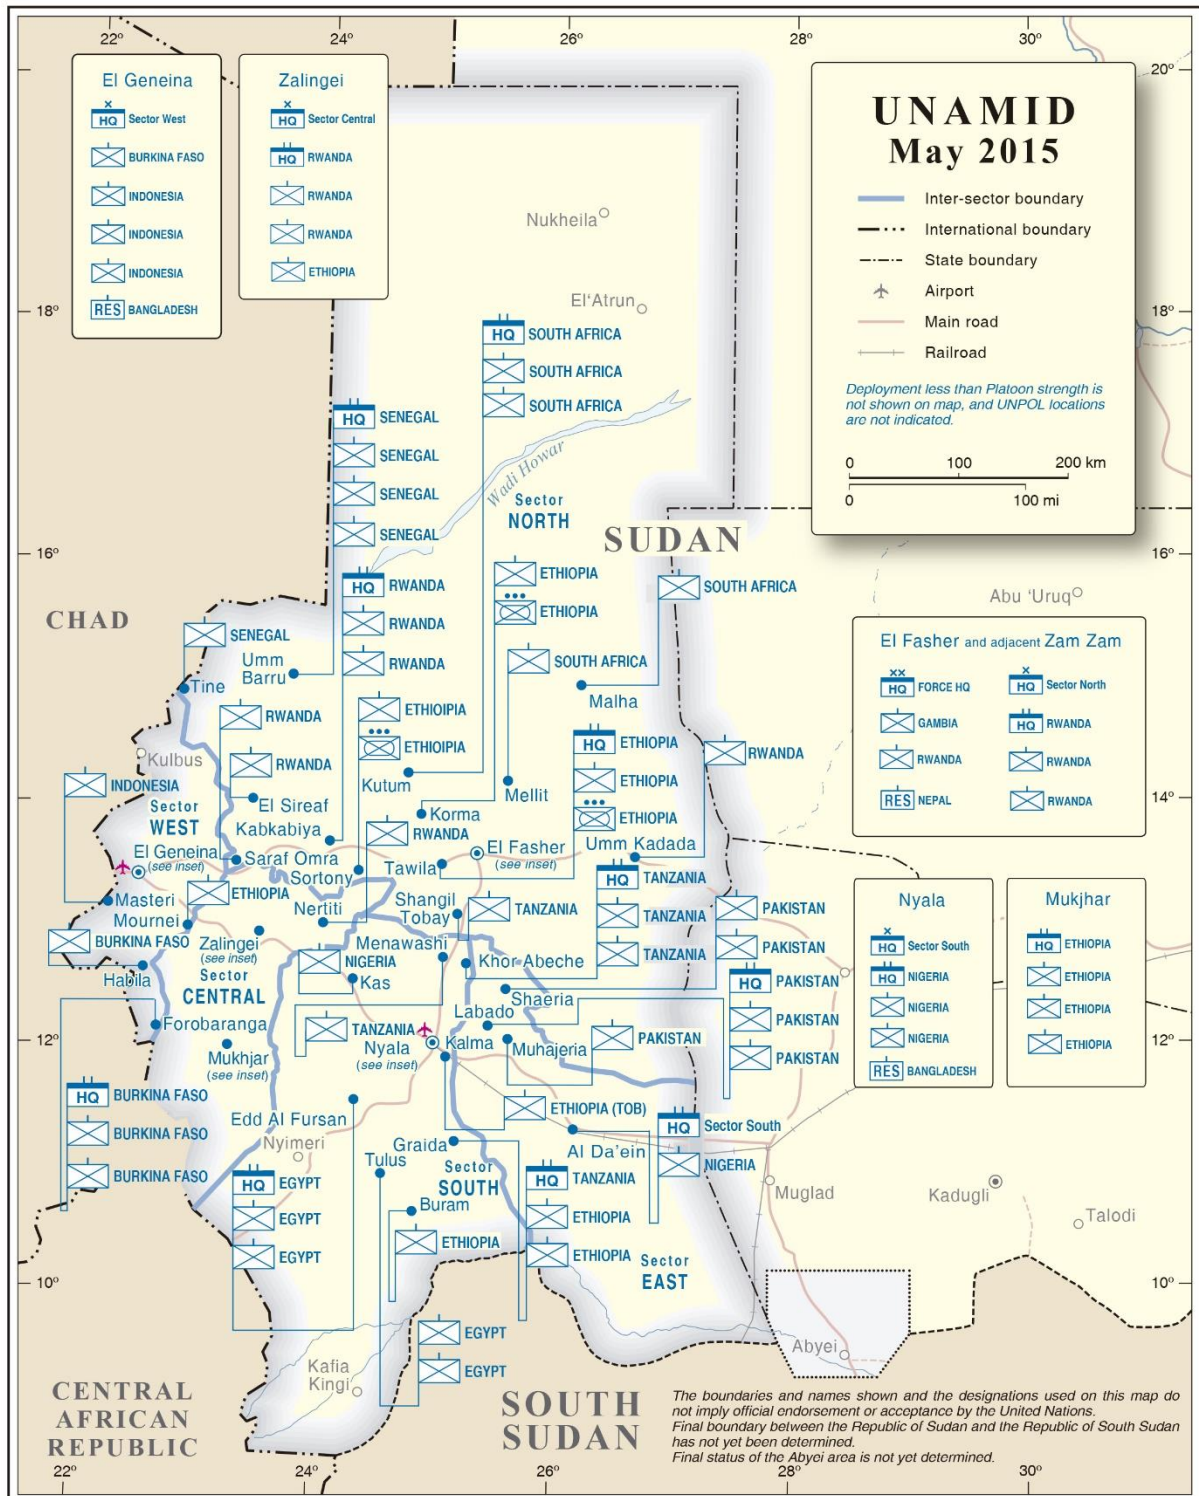 22°
24°
26°
28°
30°
20°
20°
18°
18°
16°
16°
14°
12°
12°
10°
10°
22°
24°
26°
28°
30°
El Geneina
HQ Sector West
BURKINA FASO
INDONESIA
INDONESIA
INDONESIA
RES BANGLADESH
Zalingei
HQ Sector Central
HQ RWANDA
RWANDA
RWANDA
ETHIOPIA
UNAMID
May 2015
Inter-sector boundary
International boundary
State boundary
Airport
Main road
Railroad
Deployment less than Platoon strength is
not shown on map, and UNPOL locations
are not indicated.
0 100 200 km
0 100 mi
Nukheila
El‘Atrun
HQ SOUTH AFRICA
SOUTH AFRICA
SOUTH AFRICA
HQ SENEGAL
SENEGAL
SENEGAL
SENEGAL
Wadi Howar
Sector
NORTH
SUDAN
HQ RWANDA
RWANDA
RWANDA
ETHIOPIA
ETHIOPIA
SOUTH AFRICA
Abu ‘Uruq
CHAD
SENEGAL
Umm
Barru
Tine
SOUTH AFRICA
Malha
RWANDA
ETHIOIPIA
ETHIOIPIA
HQ ETHIOPIA
ETHIOPIA
ETHIOPIA
RWANDA
Kulbus
RWANDA
INDONESIA
El Sireaf
Kutum
Mellit
Sector
WEST
Kabkabiya
Korma
RWANDA
Umm Kadada
El Geneina
(see inset)
Saraf Omra
Sortony
Tawila
El Fasher
(see inset)
HQ TANZANIA
TANZANIA
TANZANIA
ETHIOPIA
Masteri
Mournei
Nertiti
Shangil
Tobay
TANZANIA
PAKISTAN
PAKISTAN
BURKINA FASO
Zalingei
(see inset)
Menawashi
NIGERIA
Khor Abeche
HQ PAKISTAN
PAKISTAN
PAKISTAN
Habila
Sector
CENTRAL
Kas
Shaeria
Labado
Forobaranga
TANZANIA
Nyala
(see inset)
Kalma
Muhajeria
PAKISTAN
Mukhjar
(see inset)
HQ BURKINA FASO
BURKINA FASO
BURKINA FASO
Edd Al Fursan
ETHIOPIA (TOB)
HQ Sector South
NIGERIA
Nyimeri
Graida
Al Da’ein
Tulus
Sector
SOUTH
HQ TANZANIA
ETHIOPIA
ETHIOPIA
HQ EGYPT
EGYPT
EGYPT
Buram
ETHIOPIA
Sector
EAST
Muglad
Kadugli
Talodi
EGYPT
EGYPT
Abyei
Kafia
Kingi
CENTRAL
AFRICAN
REPUBLIC
SOUTH
SUDAN
El Fasher and adjacent Zam Zam
HQ FORCE HQ
GAMBIA
RWANDA
RES NEPAL
HQ Sector North
HQ RWANDA
RWANDA
RWANDA
Nyala
HQ Sector South
HQ NIGERIA
NIGERIA
NIGERIA
RES BANGLADESH
Mukjhar
HQ ETHIOPIA
ETHIOPIA
ETHIOPIA
ETHIOPIA
The boundaries and names shown and the designations used on this map do
not imply official endorsement or acceptance by the United Nations.
Final boundary between the Republic of Sudan and the Republic of South Sudan
has not yet been determined.
Final status of the Abyei area is not yet determined.